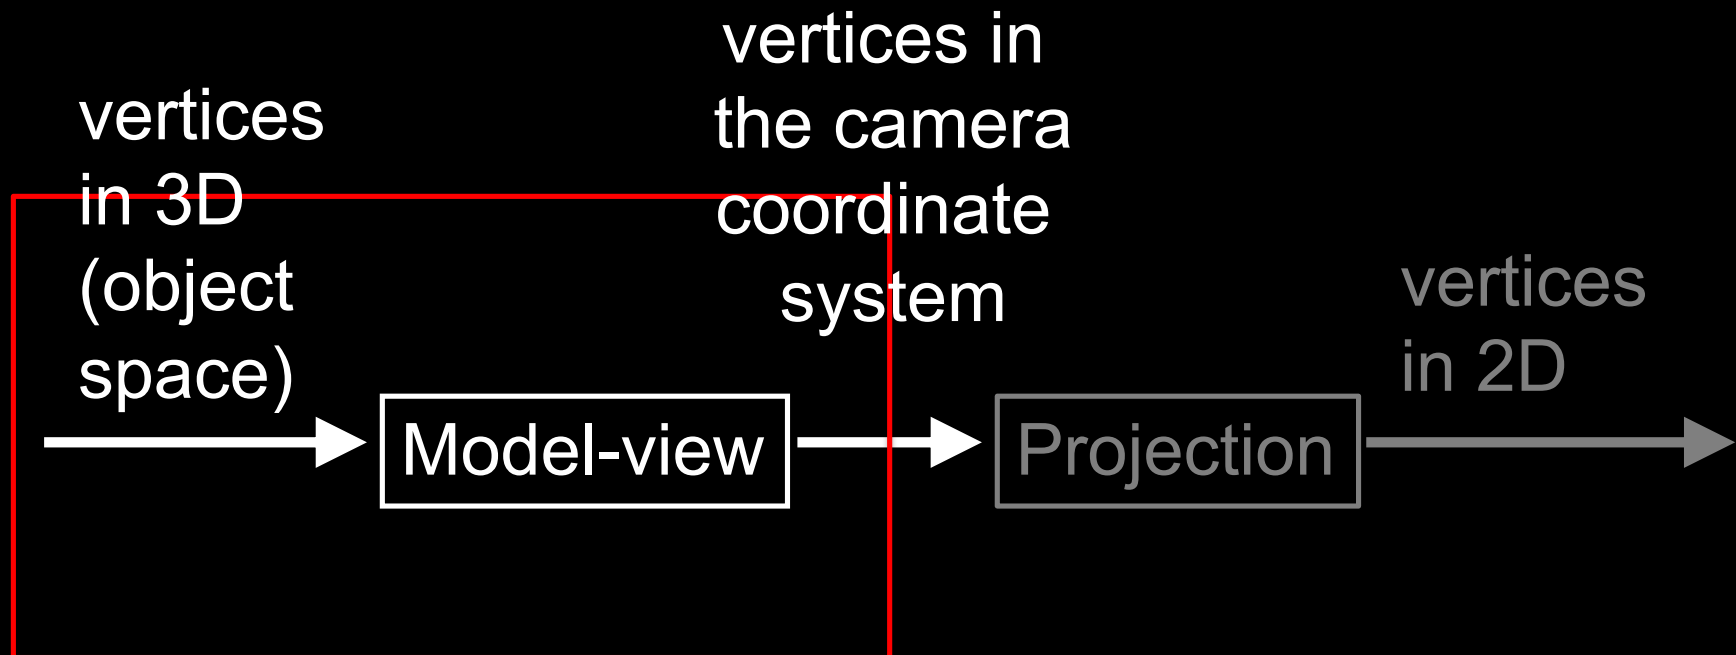 vertices
in 3D
(object
space)
vertices in
the camera
coordinate
system
vertices
in 2D
Model-view
Projection